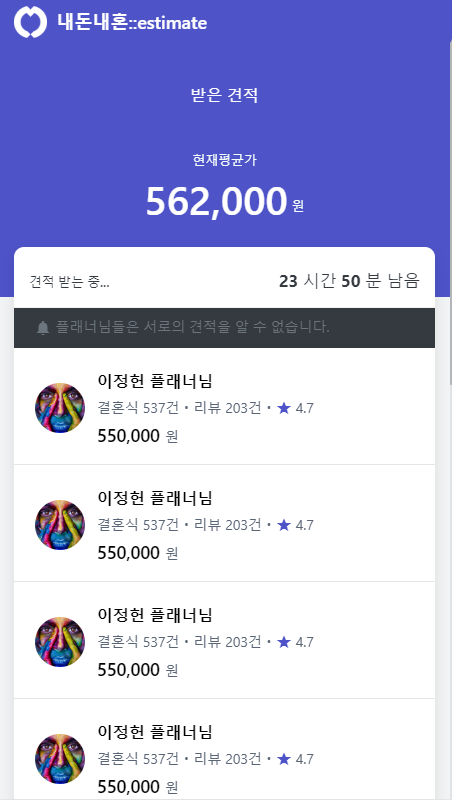 내돈내혼::estimate
받은 견적
현재평균가
562,000 원
견적 받는 중... 23 시간 50 분 남음
플래너님들은 서로의 견적을 알 수 없습니다.
이정헌 플래너님
결혼식 537건 • 리뷰 203건 • ★ 4.7
550,000 원
이정헌 플래너님
결혼식 537건 • 리뷰 203건 • ★ 4.7
550,000 원
이정헌 플래너님
결혼식 537건 • 리뷰 203건 • ★ 4.7
550,000 원
이정헌 플래너님
결혼식 537건 • 리뷰 203건 • ★ 4.7
550,000 원